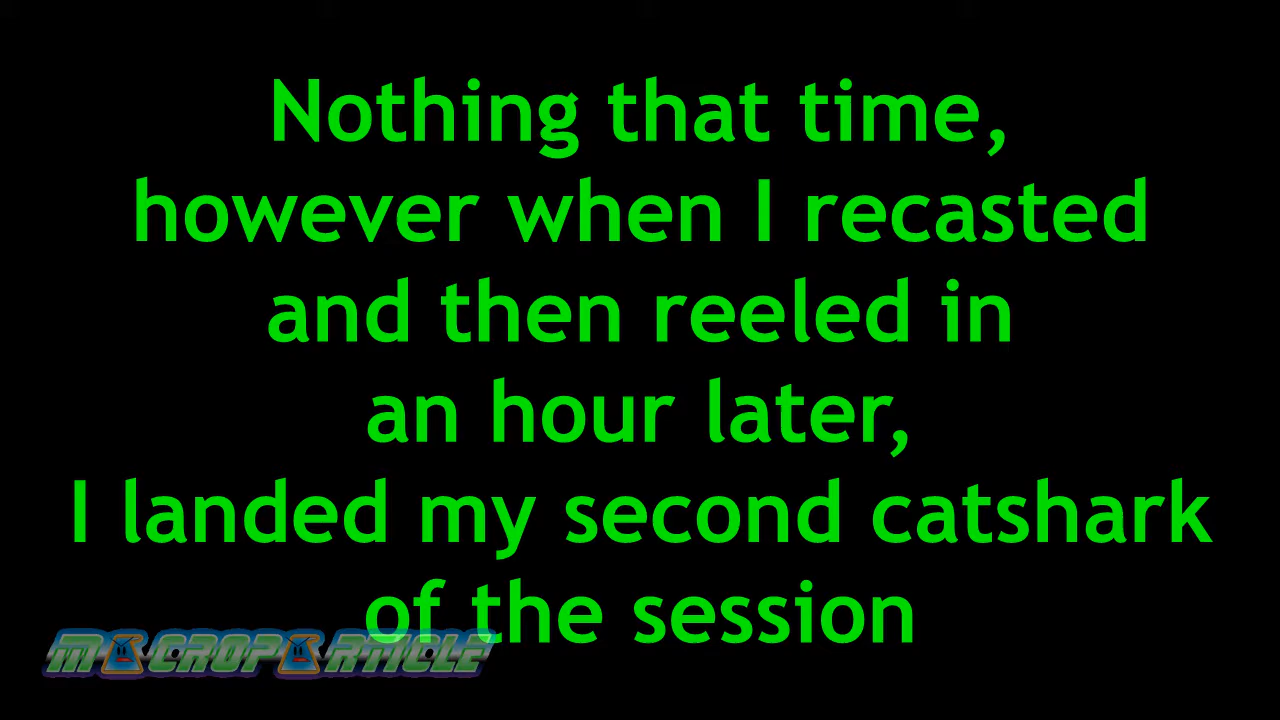 Nothing that time,
however when I recasted
and then reeled in
an hour later,
I landed my second catshark
of the session
MACROPARTICLE